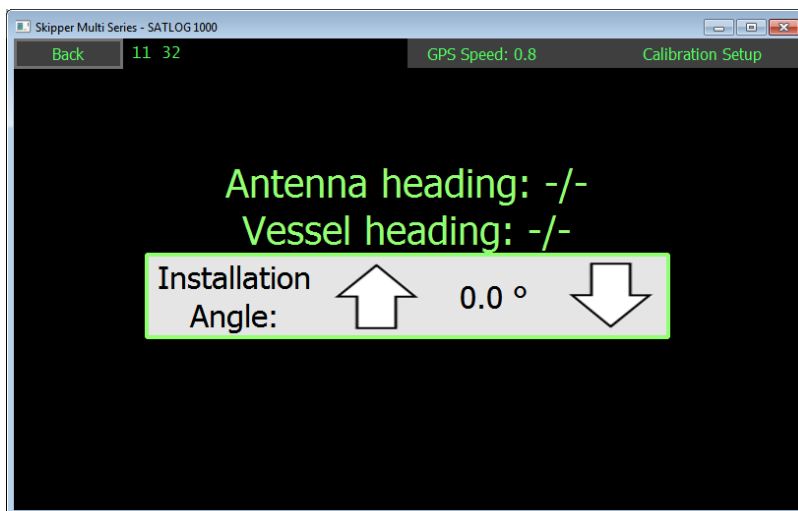 Skipper Multi Series - SATLOG 1000
Back 11 32 GPS Speed: 0.8 Calibration Setup
Antenna heading: -/-
Vessel heading: -/-
Installation
Angle:
0.0 °